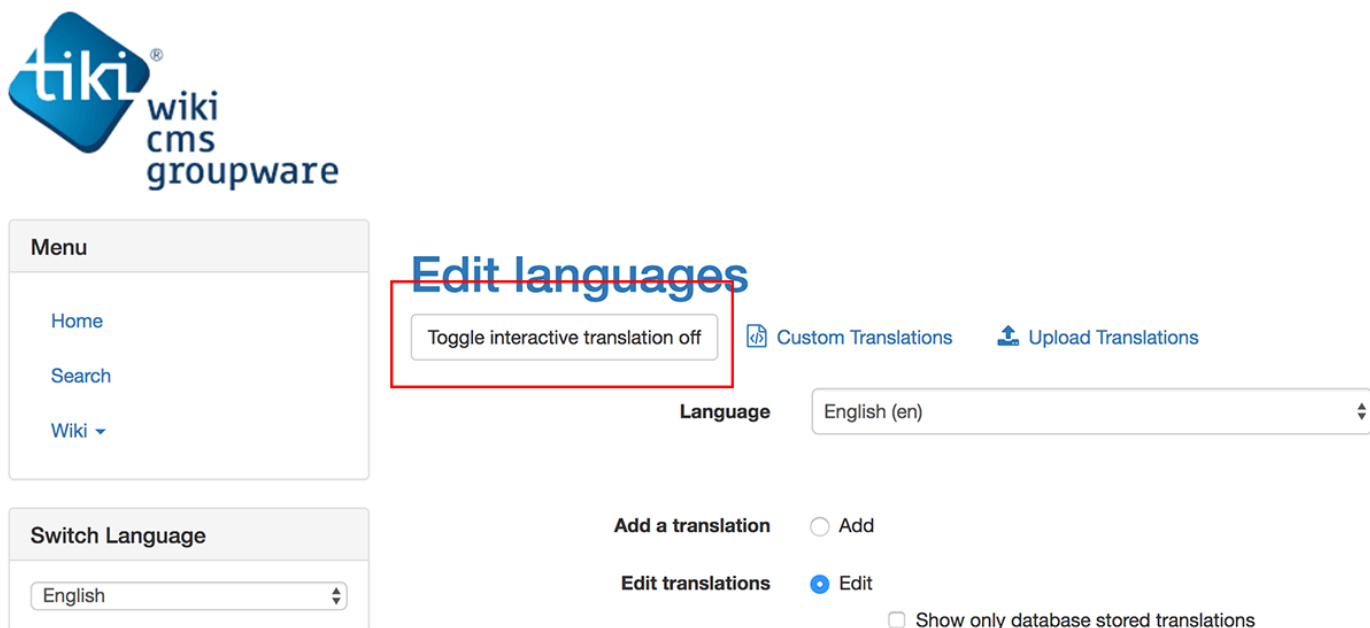 tiki®
wiki
cms
groupware
Menu
Home
Search
Wiki
Switch Language
English
Edit languages
Toggle interactive translation off
Custom Translations
Upload Translations
Language
English (en)
Add a translation
Add
Edit translations
Edit
Show only database stored translations